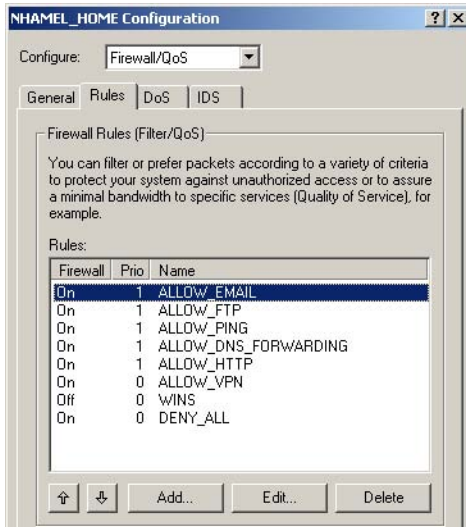 NHAMEL_HOME Configuration
Configure: Firewall/QoS
General Rules DoS IDS
Firewall Rules (Filter/QoS)
You can filter or prefer packets according to a variety of criteria
to protect your system against unauthorized access or to assure
a minimal bandwidth to specific services (Quality of Service), for
example.
Rules:
Firewall Prio Name
On 1 ALLOW_EMAIL
On 1 ALLOW_FTP
On 1 ALLOW_PING
On 1 ALLOW_DNS_FORWARDING
On 1 ALLOW_HTTP
On 0 ALLOW_VPN
Off 0 WINS
On 0 DENY_ALL
Add... Edit... Delete